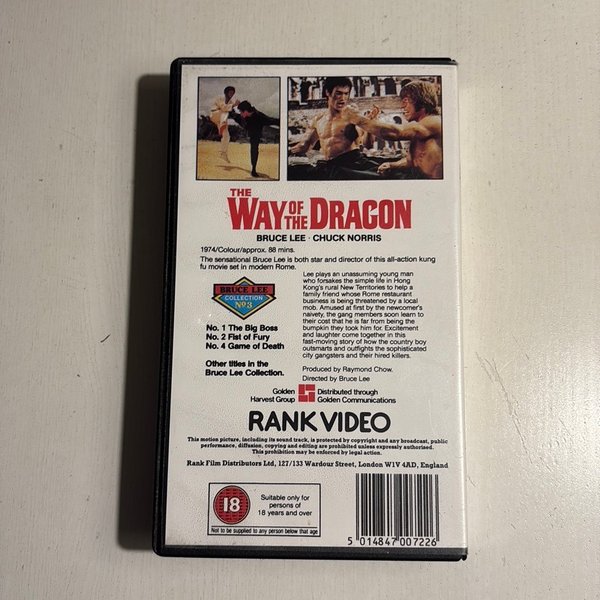 THE
WAY OF THE DRAGON
BRUCE LEE · CHUCK NORRIS
1974/Colour/approx. 88 mins.
The sensational Bruce Lee is both star and director of this all-action kung
fu movie set in modern Rome.
Lee plays an unassuming young man
who forsakes the simple life in Hong
Kong's rural New Territories to help a
family friend whose Rome restaurant
business is being threatened by a local
mob. Amused at first by the newcomer's
naivety, the gang members soon learn to
their cost that he is far from being the
bumpkin they took him for. Excitement
and laughter come together in this
fast-moving story of how the country boy
outsmarts and outfights the sophisticated
city gangsters and their hired killers.
BRUCE LEE
COLLECTION
Nº3
No. 1 The Big Boss
No. 2 Fist of Fury
No. 4 Game of Death
Other titles in the
Bruce Lee Collection.
Produced by Raymond Chow.
Directed by Bruce Lee
Golden
Harvest Group
Distributed through
Golden Communications
RANK VIDEO
This motion picture, including its sound track, is protected by copyright and any broadcast, public
performance, diffusion, copying and editing are prohibited unless expressly authorised.
This prohibition may be enforced by legal action.
Rank Film Distributors Ltd, 127/133 Wardour Street, London W1V 4AD, England
18
Suitable only for
persons of
18 years and over
Not to be supplied to any person below that age
5 014847 007226